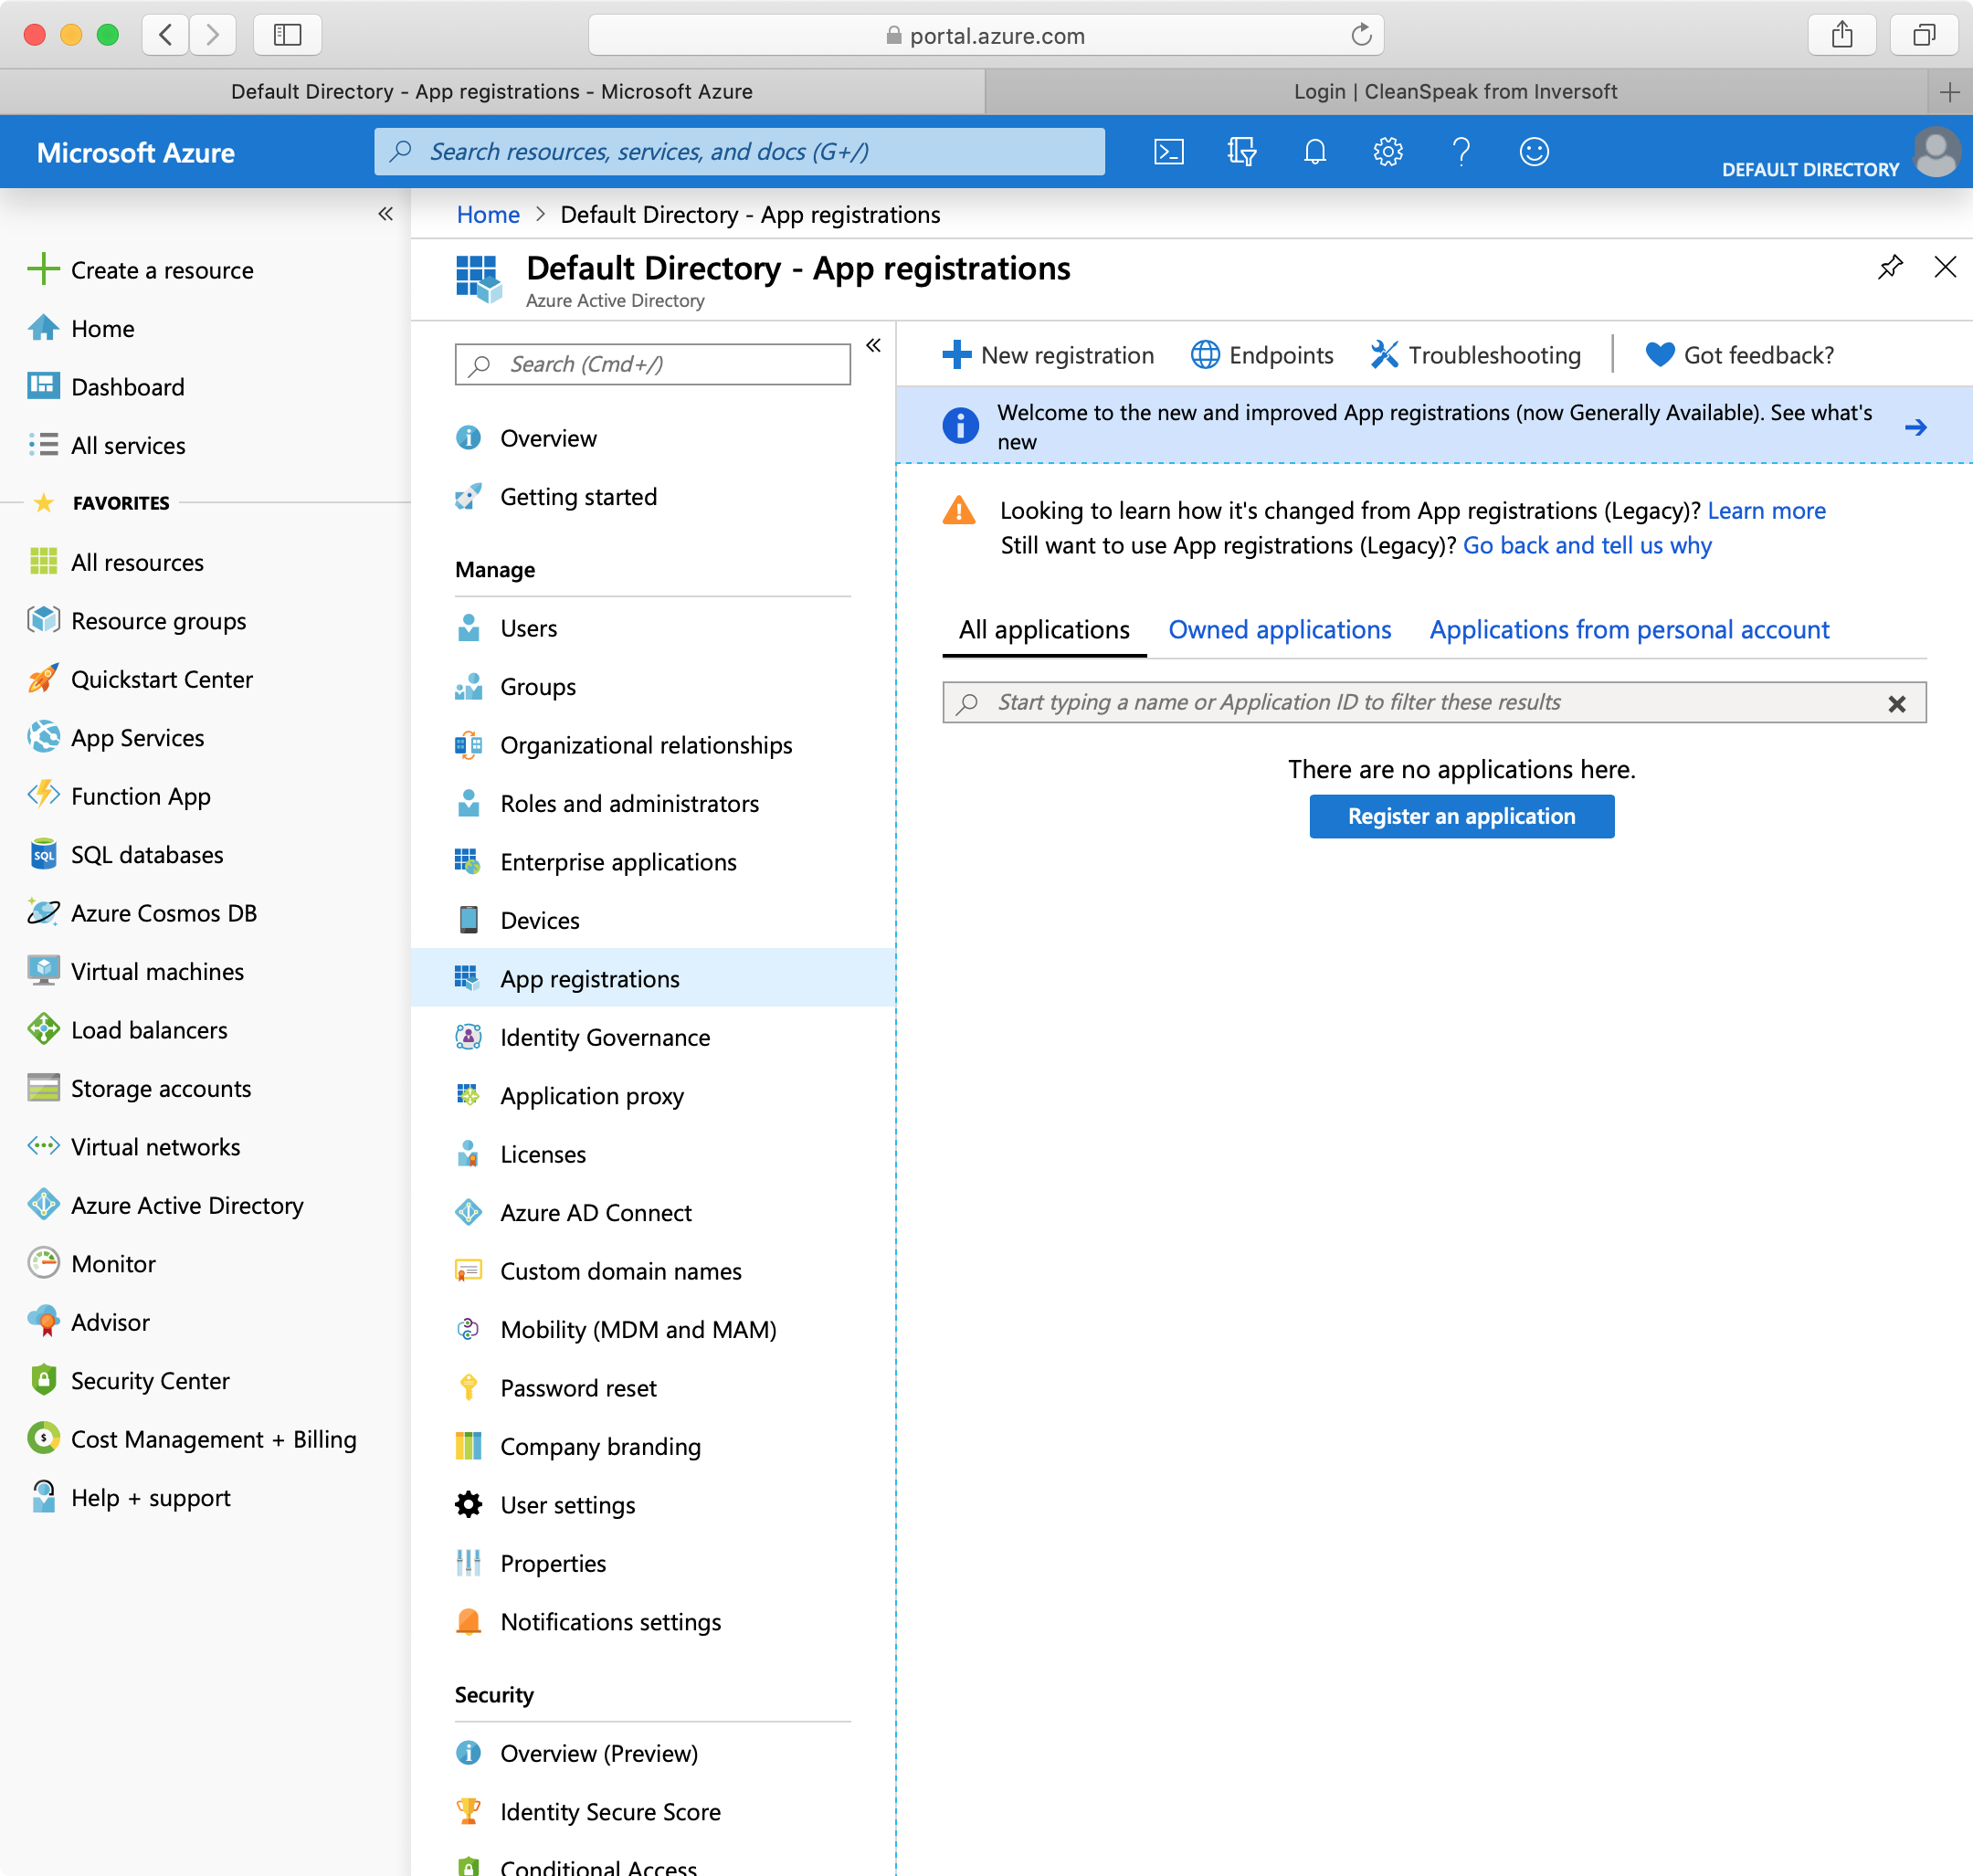 portal.azure.com
Default Directory - App registrations - Microsoft Azure
Login | CleanSpeak from Inversoft
Microsoft Azure
Search resources, services, and docs (G+/)
DEFAULT DIRECTORY
Home > Default Directory - App registrations
Default Directory - App registrations
Azure Active Directory
Create a resource
Home
Dashboard
All services
FAVORITES
All resources
Resource groups
Quickstart Center
App Services
Function App
SQL databases
Azure Cosmos DB
Virtual machines
Load balancers
Storage accounts
Virtual networks
Azure Active Directory
Monitor
Advisor
Security Center
Cost Management + Billing
Help + support
Search (Cmd+/)
Overview
Getting started
Manage
Users
Groups
Organizational relationships
Roles and administrators
Enterprise applications
Devices
App registrations
Identity Governance
Application proxy
Licenses
Azure AD Connect
Custom domain names
Mobility (MDM and MAM)
Password reset
Company branding
User settings
Properties
Notifications settings
Security
Overview (Preview)
Identity Secure Score
Conditional Access
New registration
Endpoints
Troubleshooting
Got feedback?
Welcome to the new and improved App registrations (now Generally Available). See what's
new
Looking to learn how it's changed from App registrations (Legacy)? Learn more
Still want to use App registrations (Legacy)? Go back and tell us why
All applications
Owned applications
Applications from personal account
Start typing a name or Application ID to filter these results
There are no applications here.
Register an application